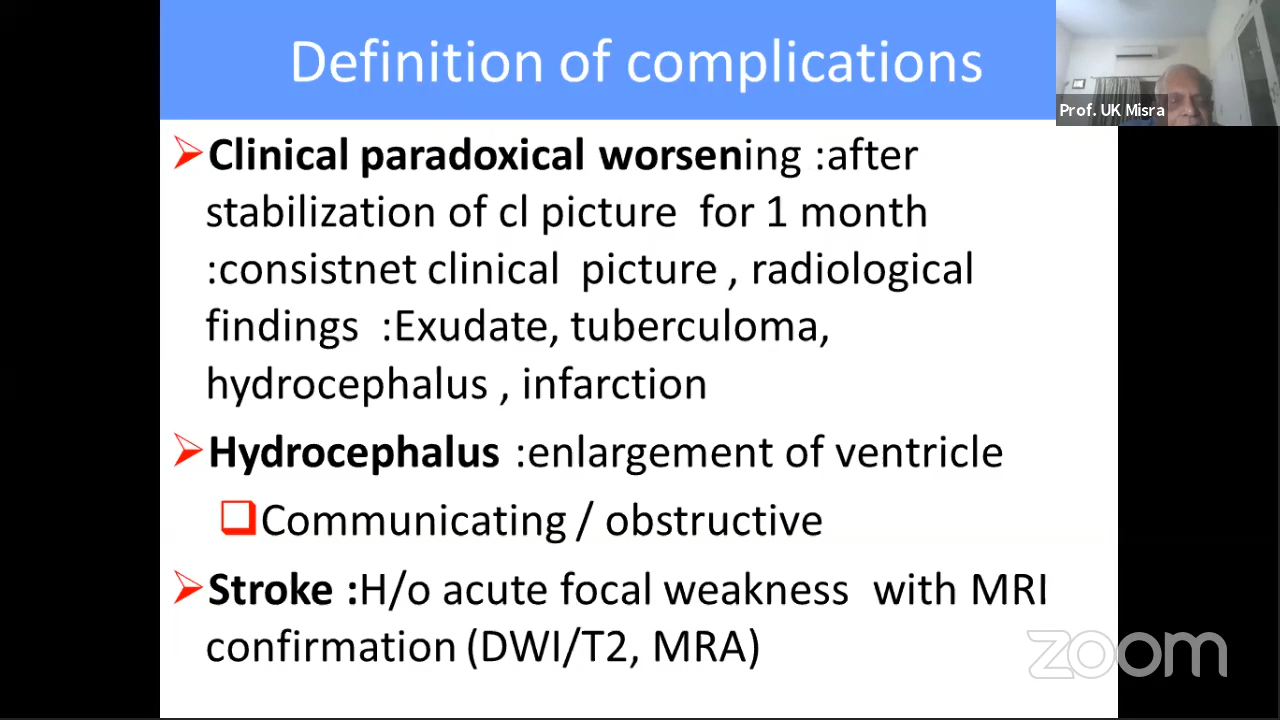 Definition of complications
Prof. UK Misra
Clinical paradoxical worsening :after
stabilization of cl picture for 1 month
:consistnet clinical picture , radiological
findings :Exudate, tuberculoma,
hydrocephalus , infarction
Hydrocephalus :enlargement of ventricle
Communicating / obstructive
Stroke :H/o acute focal weakness with MRI
confirmation (DWI/T2, MRA)
zoom